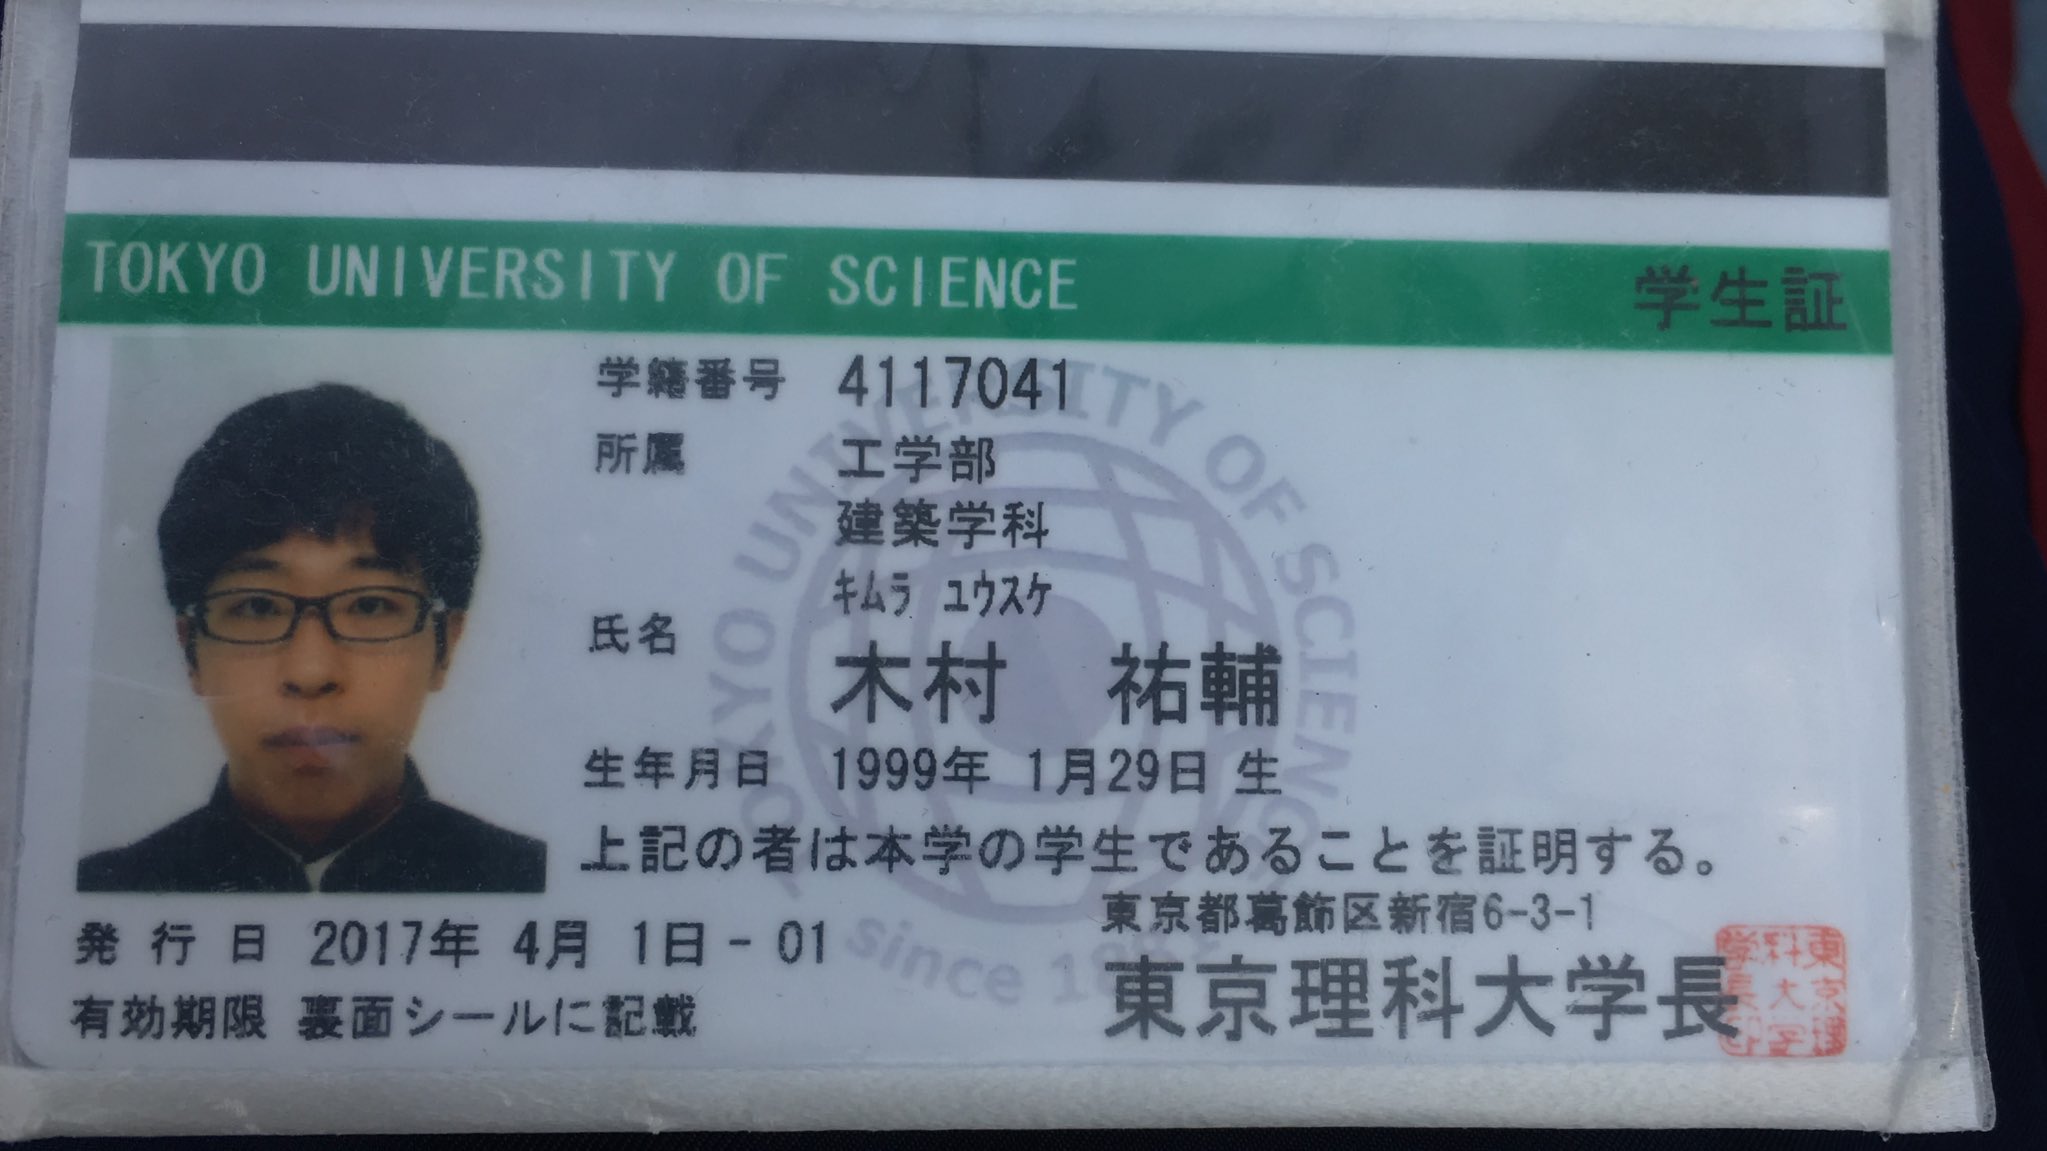 TOKYO UNIVERSITY OF SCIENCE 学生証
学籍番号 4117041
所属 工学部
建築学科
キムラ ユウスケ
氏名 木村 祐輔
生年月日 1999年 1月29日 生
上記の者は本学の学生であることを証明する。
発行日 2017年 4月 1日 - 01
有効期限 裏面シールに記載
東京都葛飾区新宿6-3-1
東京理科大学長
TOKYO UNIVERSITY OF SCIENCE
since